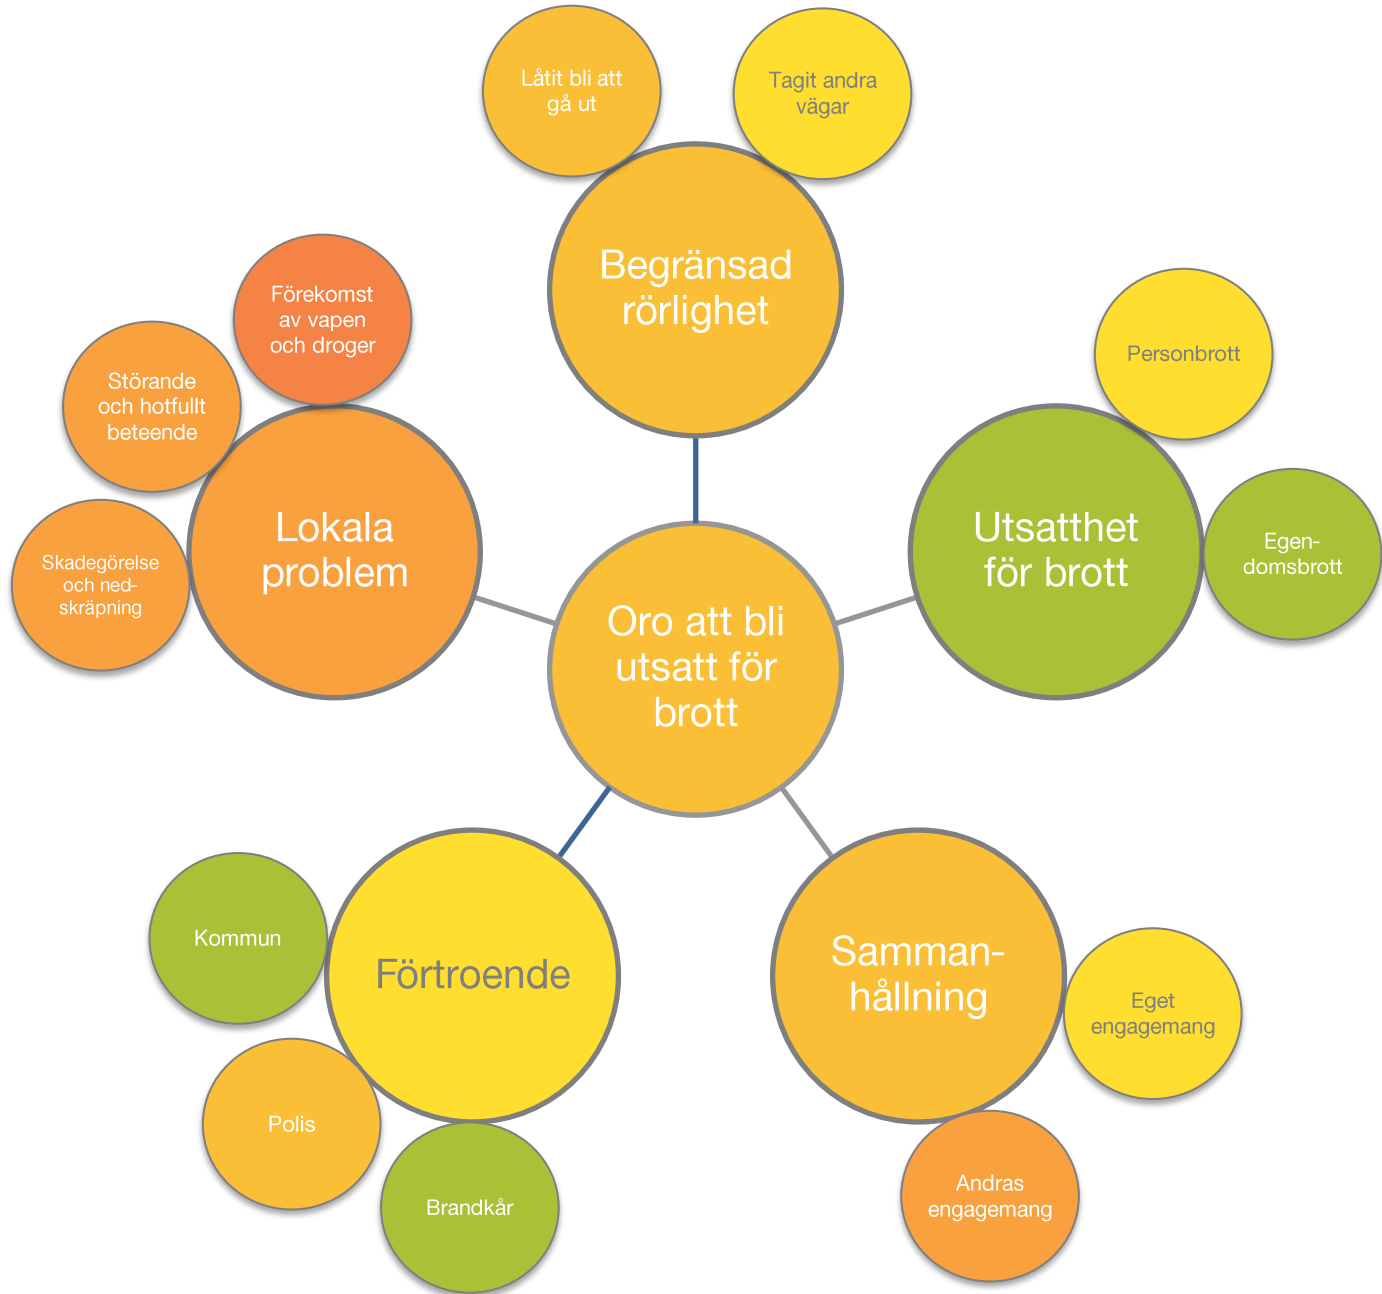 Låtit bli att
gå ut
Tagit andra
vägar
Begränsad
rörlighet
Förekomst
av vapen
och droger
Störande
och hotfullt
beteende
Skadegörelse
och ned-
skräpning
Lokala
problem
Personbrott
Egen-
domsbrott
Utsatthet
för brott
Oro att bli
utsatt för
brott
Kommun
Polis
Brandkår
Förtroende
Samman-
hållning
Eget
engagemang
Andras
engagemang